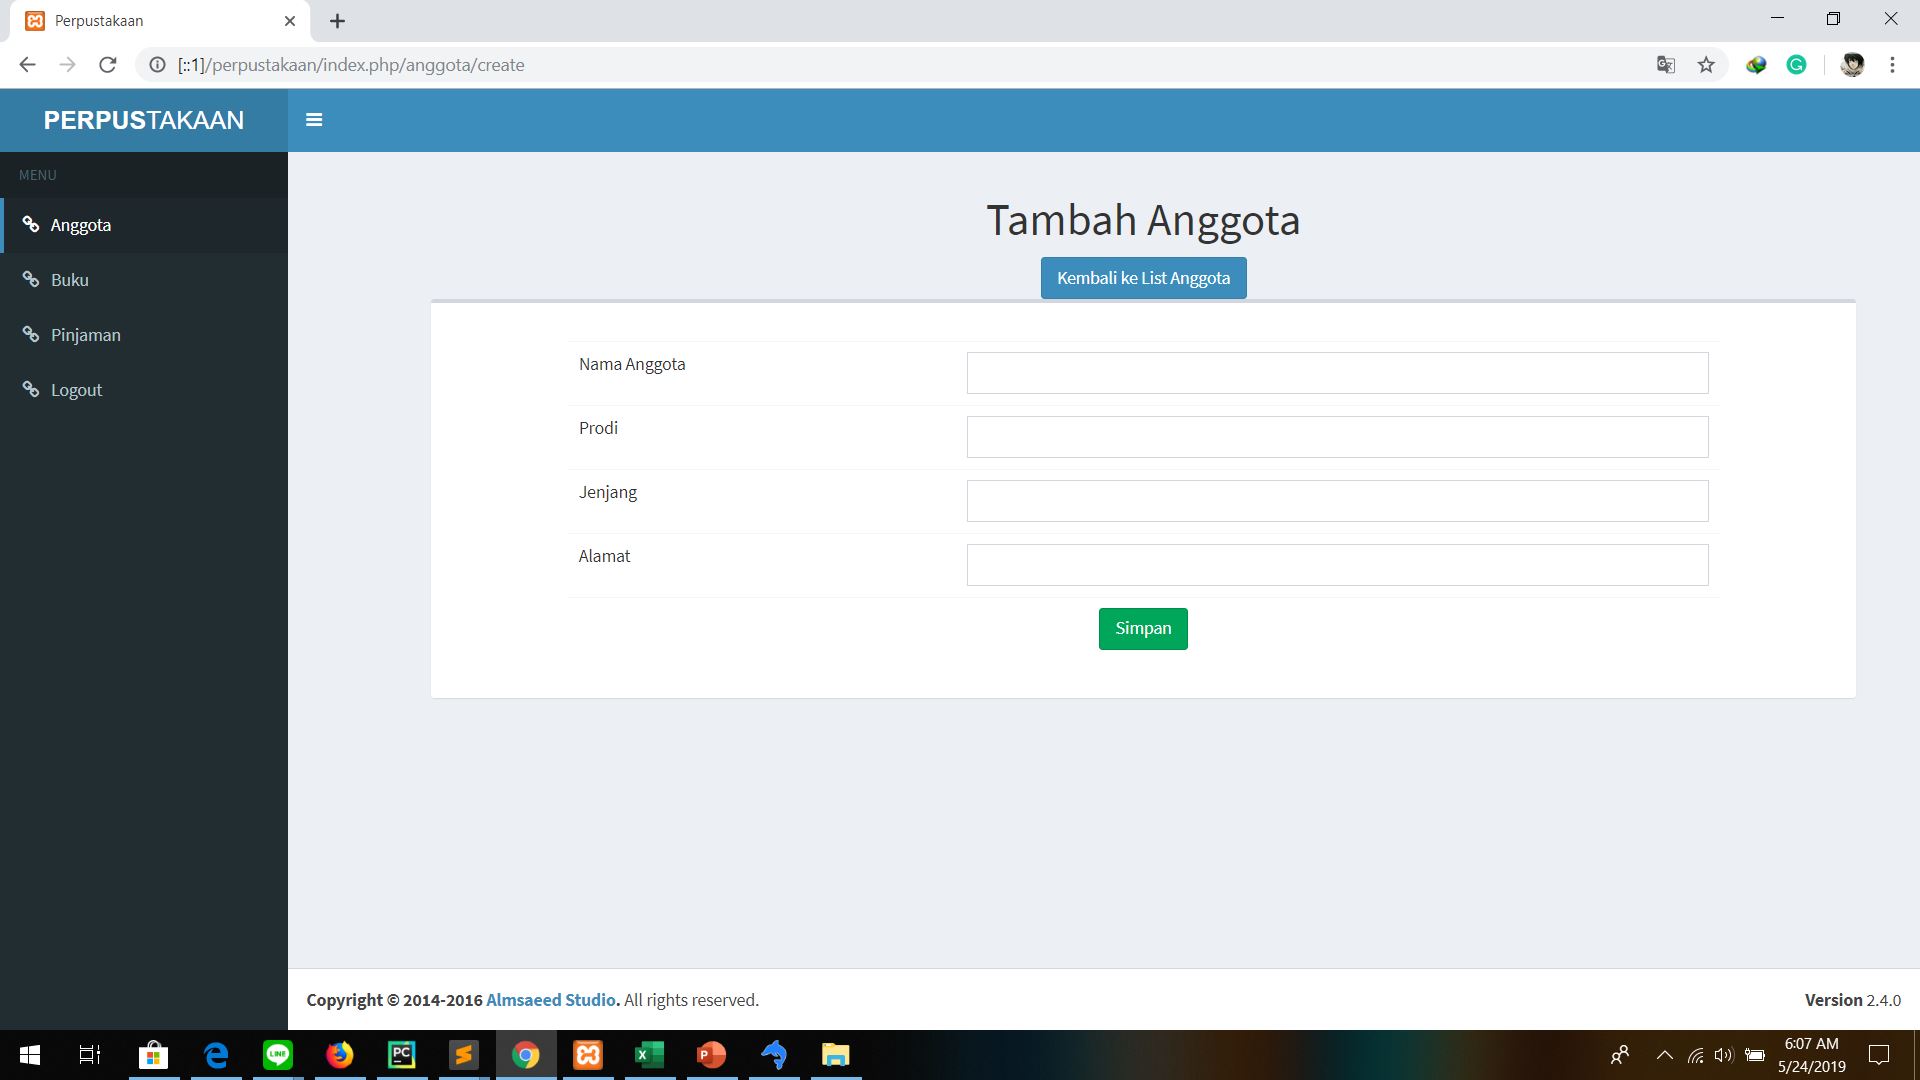 Perpustakaan
[::1]/perpustakaan/index.php/anggota/create
PERPUSTAKAAN
MENU
Anggota
Buku
Pinjaman
Logout
Tambah Anggota
Kembali ke List Anggota
Nama Anggota
Prodi
Jenjang
Alamat
Simpan
Copyright © 2014-2016 Almsaeed Studio. All rights reserved.
Version 2.4.0
LINE
PC
X
P
6:07 AM
5/24/2019